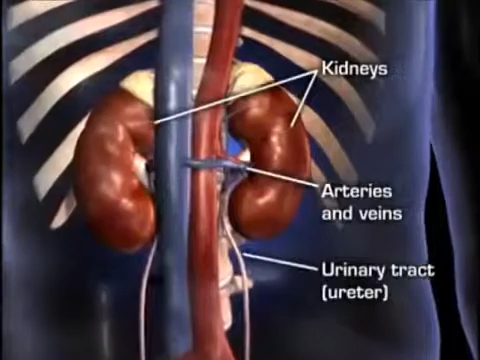 Kidneys
Arteries
and veins
Urinary tract
(ureter)